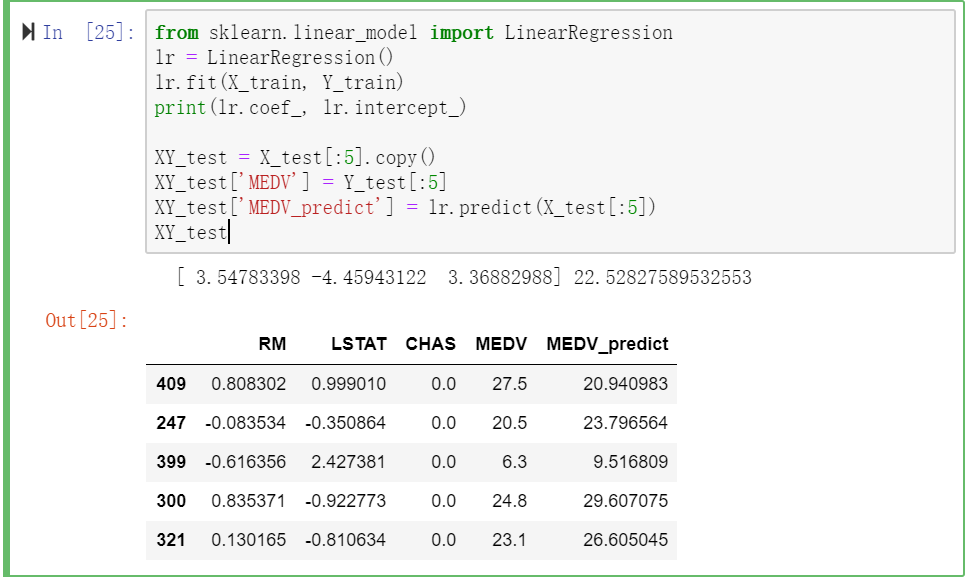 In [25]:
from sklearn.linear_model import LinearRegression
lr = LinearRegression()
lr.fit(X_train, Y_train)
print(lr.coef_, lr.intercept_)
XY_test = X_test[:5].copy()
XY_test['MEDV'] = Y_test[:5]
XY_test['MEDV_predict'] = lr.predict(X_test[:5])
XY_test
[ 3.54783398 -4.45943122  3.36882988] 22.52827589532553
Out[25]:
RM LSTAT CHAS MEDV MEDV_predict
409 0.808302 0.999010 0.0 27.5 20.940983
247 -0.083534 -0.350864 0.0 20.5 23.796564
399 -0.616356 2.427381 0.0 6.3 9.516809
300 0.835371 -0.922773 0.0 24.8 29.607075
321 0.130165 -0.810634 0.0 23.1 26.605045